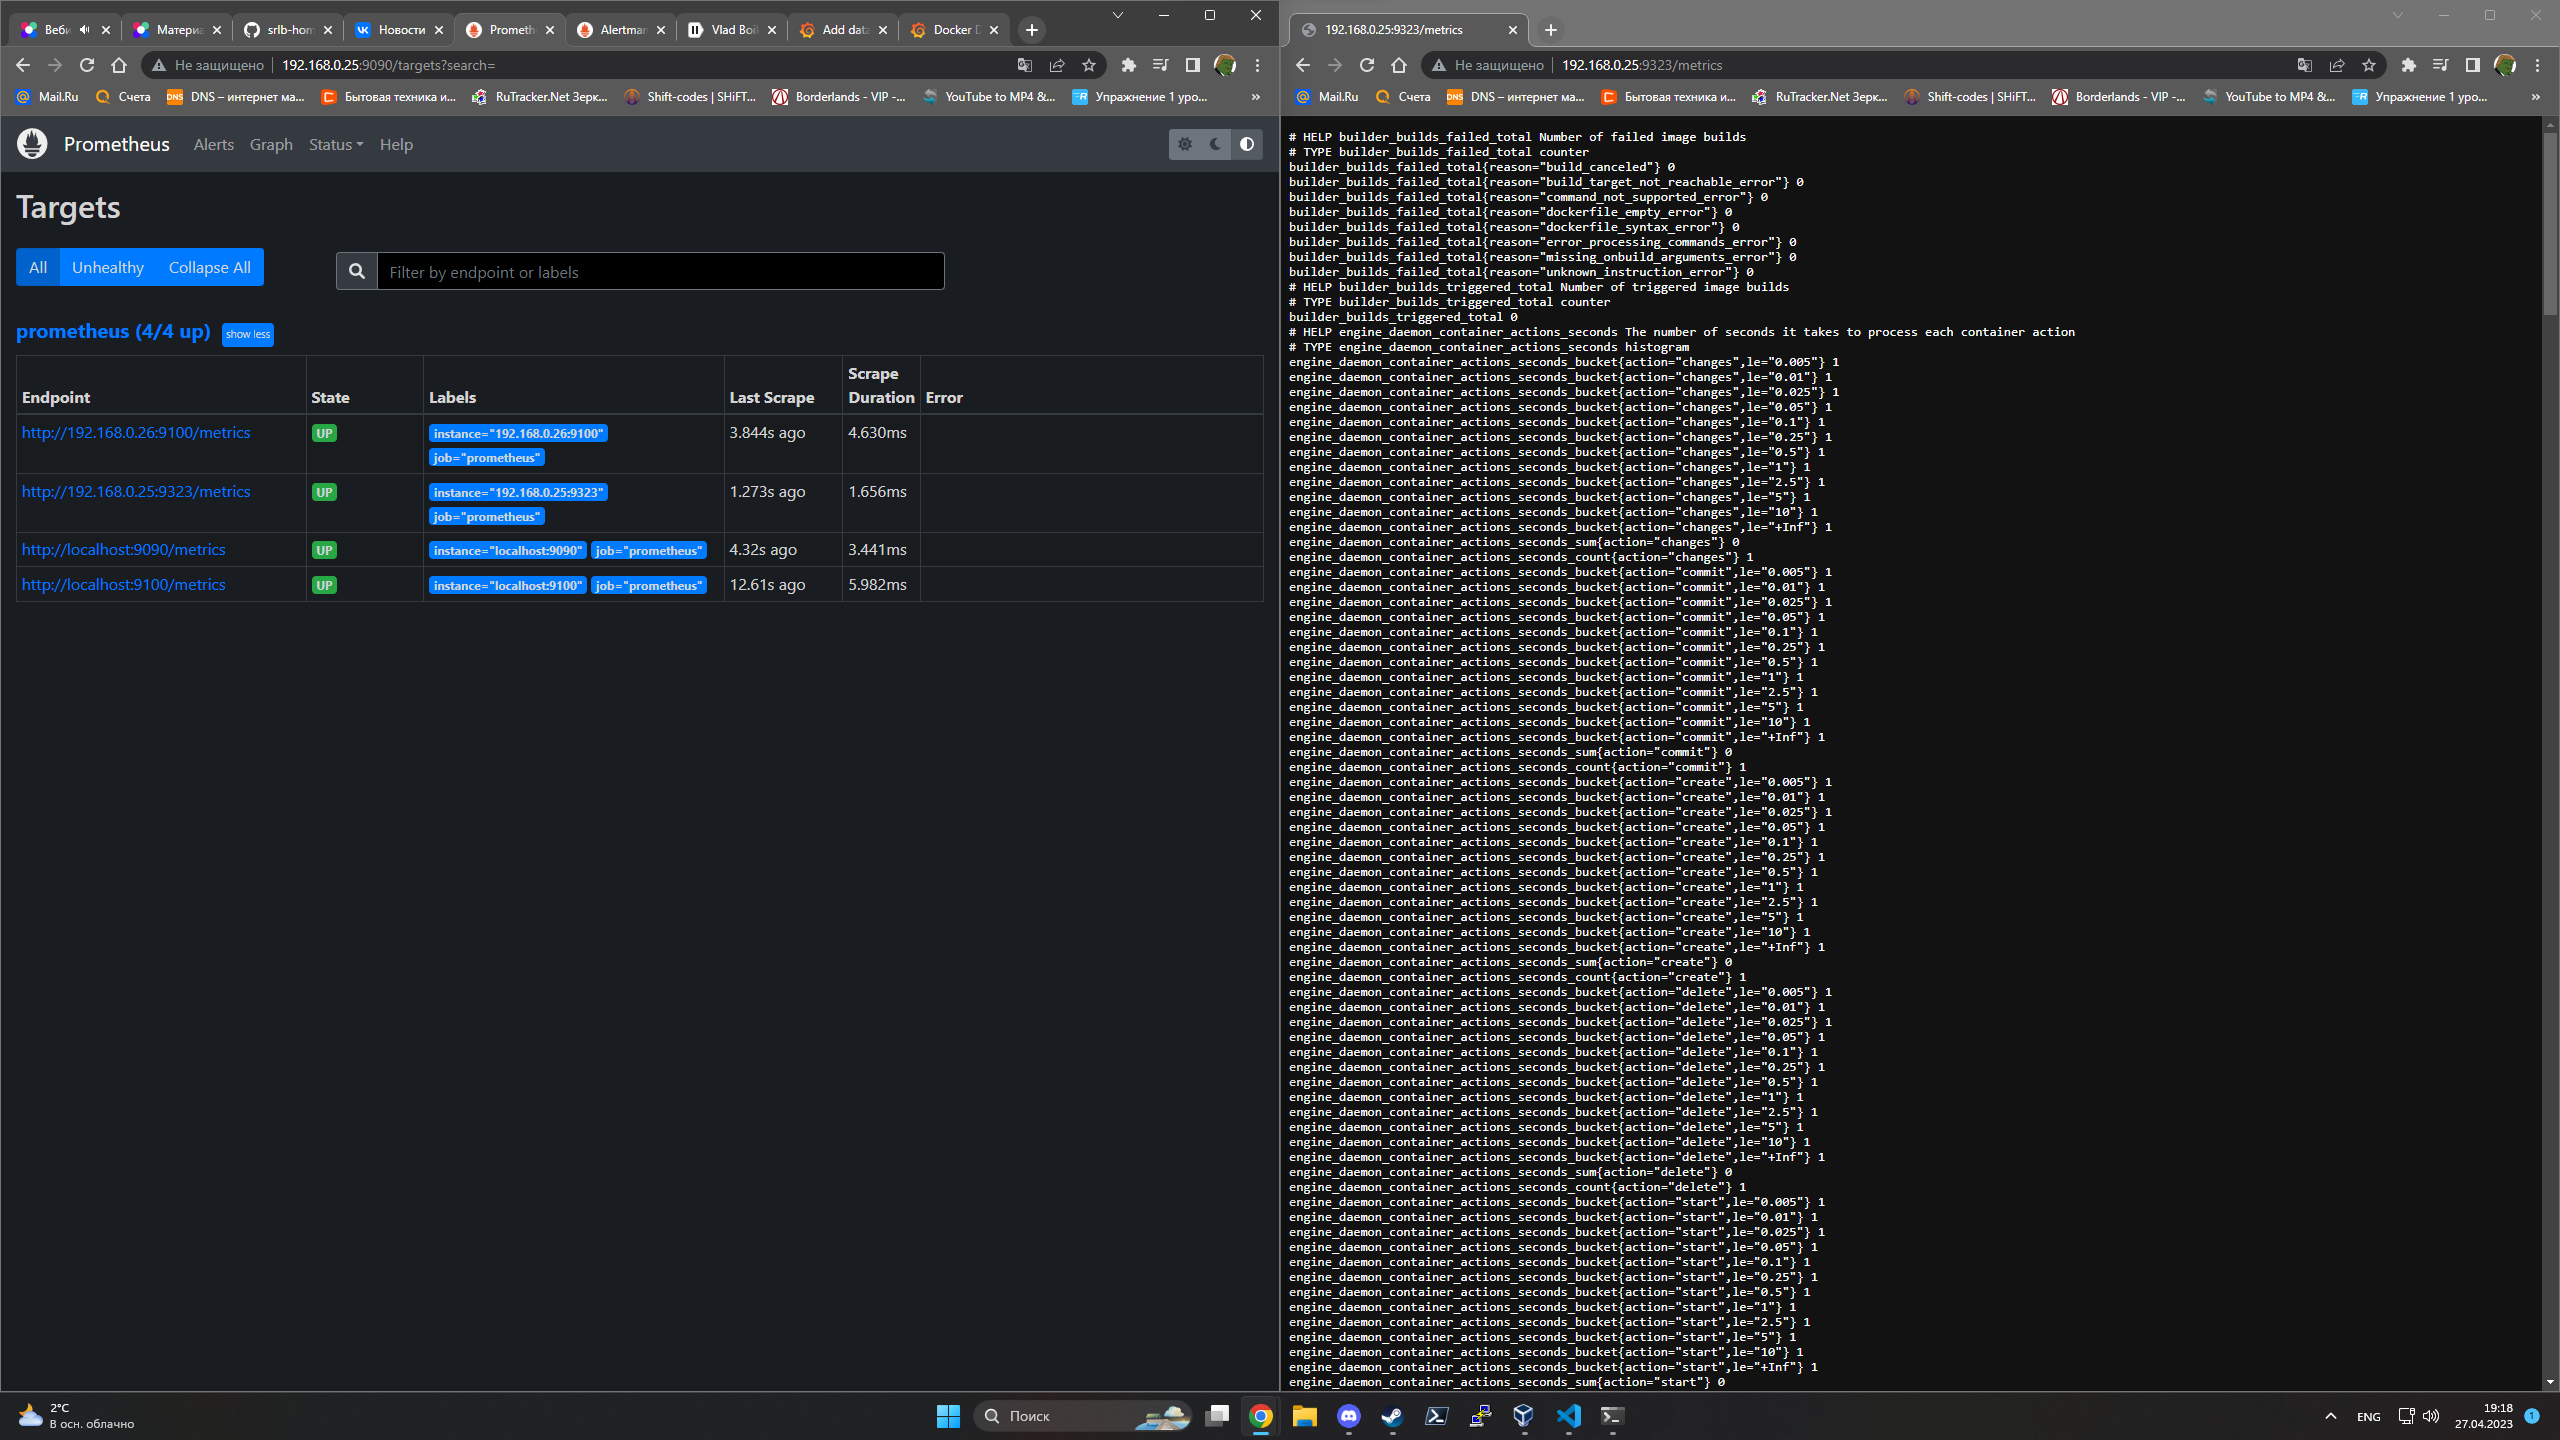 Веби
Материа
srlb-hom
Новости
Prometh
Alertmar
Vlad Boi
Add data
Docker D
Не защищено
192.168.0.25:9090/targets?search=
Mail.Ru
Счета
DNS – интернет ма...
Бытовая техника и...
RuTracker.Net Зерк...
Shift-codes | SHiFT...
Borderlands - VIP -...
YouTube to MP4 &...
Упражнение 1 уро...
»
Prometheus
Alerts
Graph
Status
Help
Targets
All
Unhealthy
Collapse All
Filter by endpoint or labels
prometheus (4/4 up)
show less
Endpoint
State
Labels
Last Scrape
Scrape
Duration
Error
http://192.168.0.26:9100/metrics
UP
instance="192.168.0.26:9100"
job="prometheus"
3.844s ago
4.630ms
http://192.168.0.25:9323/metrics
UP
instance="192.168.0.25:9323"
job="prometheus"
1.273s ago
1.656ms
http://localhost:9090/metrics
UP
instance="localhost:9090"
job="prometheus"
4.32s ago
3.441ms
http://localhost:9100/metrics
UP
instance="localhost:9100"
job="prometheus"
12.61s ago
5.982ms
192.168.0.25:9323/metrics
Не защищено
192.168.0.25:9323/metrics
Mail.Ru
Счета
DNS – интернет ма...
Бытовая техника и...
RuTracker.Net Зерк...
Shift-codes | SHiFT...
Borderlands - VIP -...
YouTube to MP4 &...
Упражнение 1 уро...
»
# HELP builder_builds_failed_total Number of failed image builds
# TYPE builder_builds_failed_total counter
builder_builds_failed_total{reason="build_canceled"} 0
builder_builds_failed_total{reason="build_target_not_reachable_error"} 0
builder_builds_failed_total{reason="command_not_supported_error"} 0
builder_builds_failed_total{reason="dockerfile_empty_error"} 0
builder_builds_failed_total{reason="dockerfile_syntax_error"} 0
builder_builds_failed_total{reason="error_processing_commands_error"} 0
builder_builds_failed_total{reason="missing_onbuild_arguments_error"} 0
builder_builds_failed_total{reason="unknown_instruction_error"} 0
# HELP builder_builds_triggered_total Number of triggered image builds
# TYPE builder_builds_triggered_total counter
builder_builds_triggered_total 0
# HELP engine_daemon_container_actions_seconds The number of seconds it takes to process each container action
# TYPE engine_daemon_container_actions_seconds histogram
engine_daemon_container_actions_seconds_bucket{action="changes",le="0.005"} 1
engine_daemon_container_actions_seconds_bucket{action="changes",le="0.01"} 1
engine_daemon_container_actions_seconds_bucket{action="changes",le="0.025"} 1
engine_daemon_container_actions_seconds_bucket{action="changes",le="0.05"} 1
engine_daemon_container_actions_seconds_bucket{action="changes",le="0.1"} 1
engine_daemon_container_actions_seconds_bucket{action="changes",le="0.25"} 1
engine_daemon_container_actions_seconds_bucket{action="changes",le="0.5"} 1
engine_daemon_container_actions_seconds_bucket{action="changes",le="1"} 1
engine_daemon_container_actions_seconds_bucket{action="changes",le="2.5"} 1
engine_daemon_container_actions_seconds_bucket{action="changes",le="5"} 1
engine_daemon_container_actions_seconds_bucket{action="changes",le="10"} 1
engine_daemon_container_actions_seconds_bucket{action="changes",le="+Inf"} 1
engine_daemon_container_actions_seconds_sum{action="changes"} 0
engine_daemon_container_actions_seconds_count{action="changes"} 1
engine_daemon_container_actions_seconds_bucket{action="commit",le="0.005"} 1
engine_daemon_container_actions_seconds_bucket{action="commit",le="0.01"} 1
engine_daemon_container_actions_seconds_bucket{action="commit",le="0.025"} 1
engine_daemon_container_actions_seconds_bucket{action="commit",le="0.05"} 1
engine_daemon_container_actions_seconds_bucket{action="commit",le="0.1"} 1
engine_daemon_container_actions_seconds_bucket{action="commit",le="0.25"} 1
engine_daemon_container_actions_seconds_bucket{action="commit",le="0.5"} 1
engine_daemon_container_actions_seconds_bucket{action="commit",le="1"} 1
engine_daemon_container_actions_seconds_bucket{action="commit",le="2.5"} 1
engine_daemon_container_actions_seconds_bucket{action="commit",le="5"} 1
engine_daemon_container_actions_seconds_bucket{action="commit",le="10"} 1
engine_daemon_container_actions_seconds_bucket{action="commit",le="+Inf"} 1
engine_daemon_container_actions_seconds_sum{action="commit"} 0
engine_daemon_container_actions_seconds_count{action="commit"} 1
engine_daemon_container_actions_seconds_bucket{action="create",le="0.005"} 1
engine_daemon_container_actions_seconds_bucket{action="create",le="0.01"} 1
engine_daemon_container_actions_seconds_bucket{action="create",le="0.025"} 1
engine_daemon_container_actions_seconds_bucket{action="create",le="0.05"} 1
engine_daemon_container_actions_seconds_bucket{action="create",le="0.1"} 1
engine_daemon_container_actions_seconds_bucket{action="create",le="0.25"} 1
engine_daemon_container_actions_seconds_bucket{action="create",le="0.5"} 1
engine_daemon_container_actions_seconds_bucket{action="create",le="1"} 1
engine_daemon_container_actions_seconds_bucket{action="create",le="2.5"} 1
engine_daemon_container_actions_seconds_bucket{action="create",le="5"} 1
engine_daemon_container_actions_seconds_bucket{action="create",le="10"} 1
engine_daemon_container_actions_seconds_bucket{action="create",le="+Inf"} 1
engine_daemon_container_actions_seconds_sum{action="create"} 0
engine_daemon_container_actions_seconds_count{action="create"} 1
engine_daemon_container_actions_seconds_bucket{action="delete",le="0.005"} 1
engine_daemon_container_actions_seconds_bucket{action="delete",le="0.01"} 1
engine_daemon_container_actions_seconds_bucket{action="delete",le="0.025"} 1
engine_daemon_container_actions_seconds_bucket{action="delete",le="0.05"} 1
engine_daemon_container_actions_seconds_bucket{action="delete",le="0.1"} 1
engine_daemon_container_actions_seconds_bucket{action="delete",le="0.25"} 1
engine_daemon_container_actions_seconds_bucket{action="delete",le="0.5"} 1
engine_daemon_container_actions_seconds_bucket{action="delete",le="1"} 1
engine_daemon_container_actions_seconds_bucket{action="delete",le="2.5"} 1
engine_daemon_container_actions_seconds_bucket{action="delete",le="5"} 1
engine_daemon_container_actions_seconds_bucket{action="delete",le="10"} 1
engine_daemon_container_actions_seconds_bucket{action="delete",le="+Inf"} 1
engine_daemon_container_actions_seconds_sum{action="delete"} 0
engine_daemon_container_actions_seconds_count{action="delete"} 1
engine_daemon_container_actions_seconds_bucket{action="start",le="0.005"} 1
engine_daemon_container_actions_seconds_bucket{action="start",le="0.01"} 1
engine_daemon_container_actions_seconds_bucket{action="start",le="0.025"} 1
engine_daemon_container_actions_seconds_bucket{action="start",le="0.05"} 1
engine_daemon_container_actions_seconds_bucket{action="start",le="0.1"} 1
engine_daemon_container_actions_seconds_bucket{action="start",le="0.25"} 1
engine_daemon_container_actions_seconds_bucket{action="start",le="0.5"} 1
engine_daemon_container_actions_seconds_bucket{action="start",le="1"} 1
engine_daemon_container_actions_seconds_bucket{action="start",le="2.5"} 1
engine_daemon_container_actions_seconds_bucket{action="start",le="5"} 1
engine_daemon_container_actions_seconds_bucket{action="start",le="10"} 1
engine_daemon_container_actions_seconds_bucket{action="start",le="+Inf"} 1
engine_daemon_container_actions_seconds_sum{action="start"} 0
2°C
В осн. облачно
Поиск
ENG
19:18
27.04.2023
1